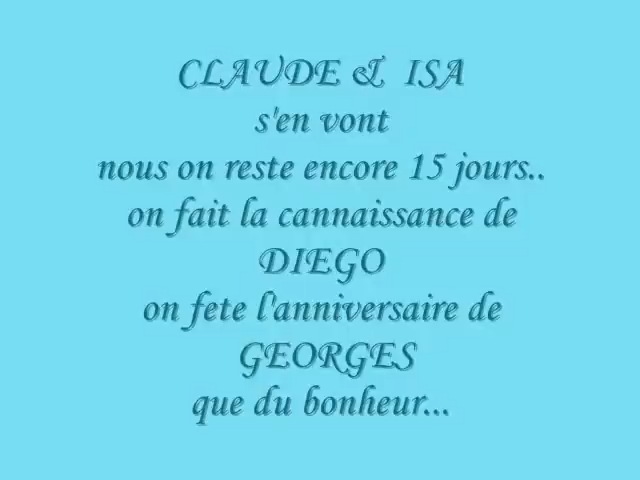 CLAUDE & ISA
s'en vont
nous on reste encore 15 jours..
on fait la cannaissance de
DIEGO
on fete l'anniversaire de
GEORGES
que du bonheur...